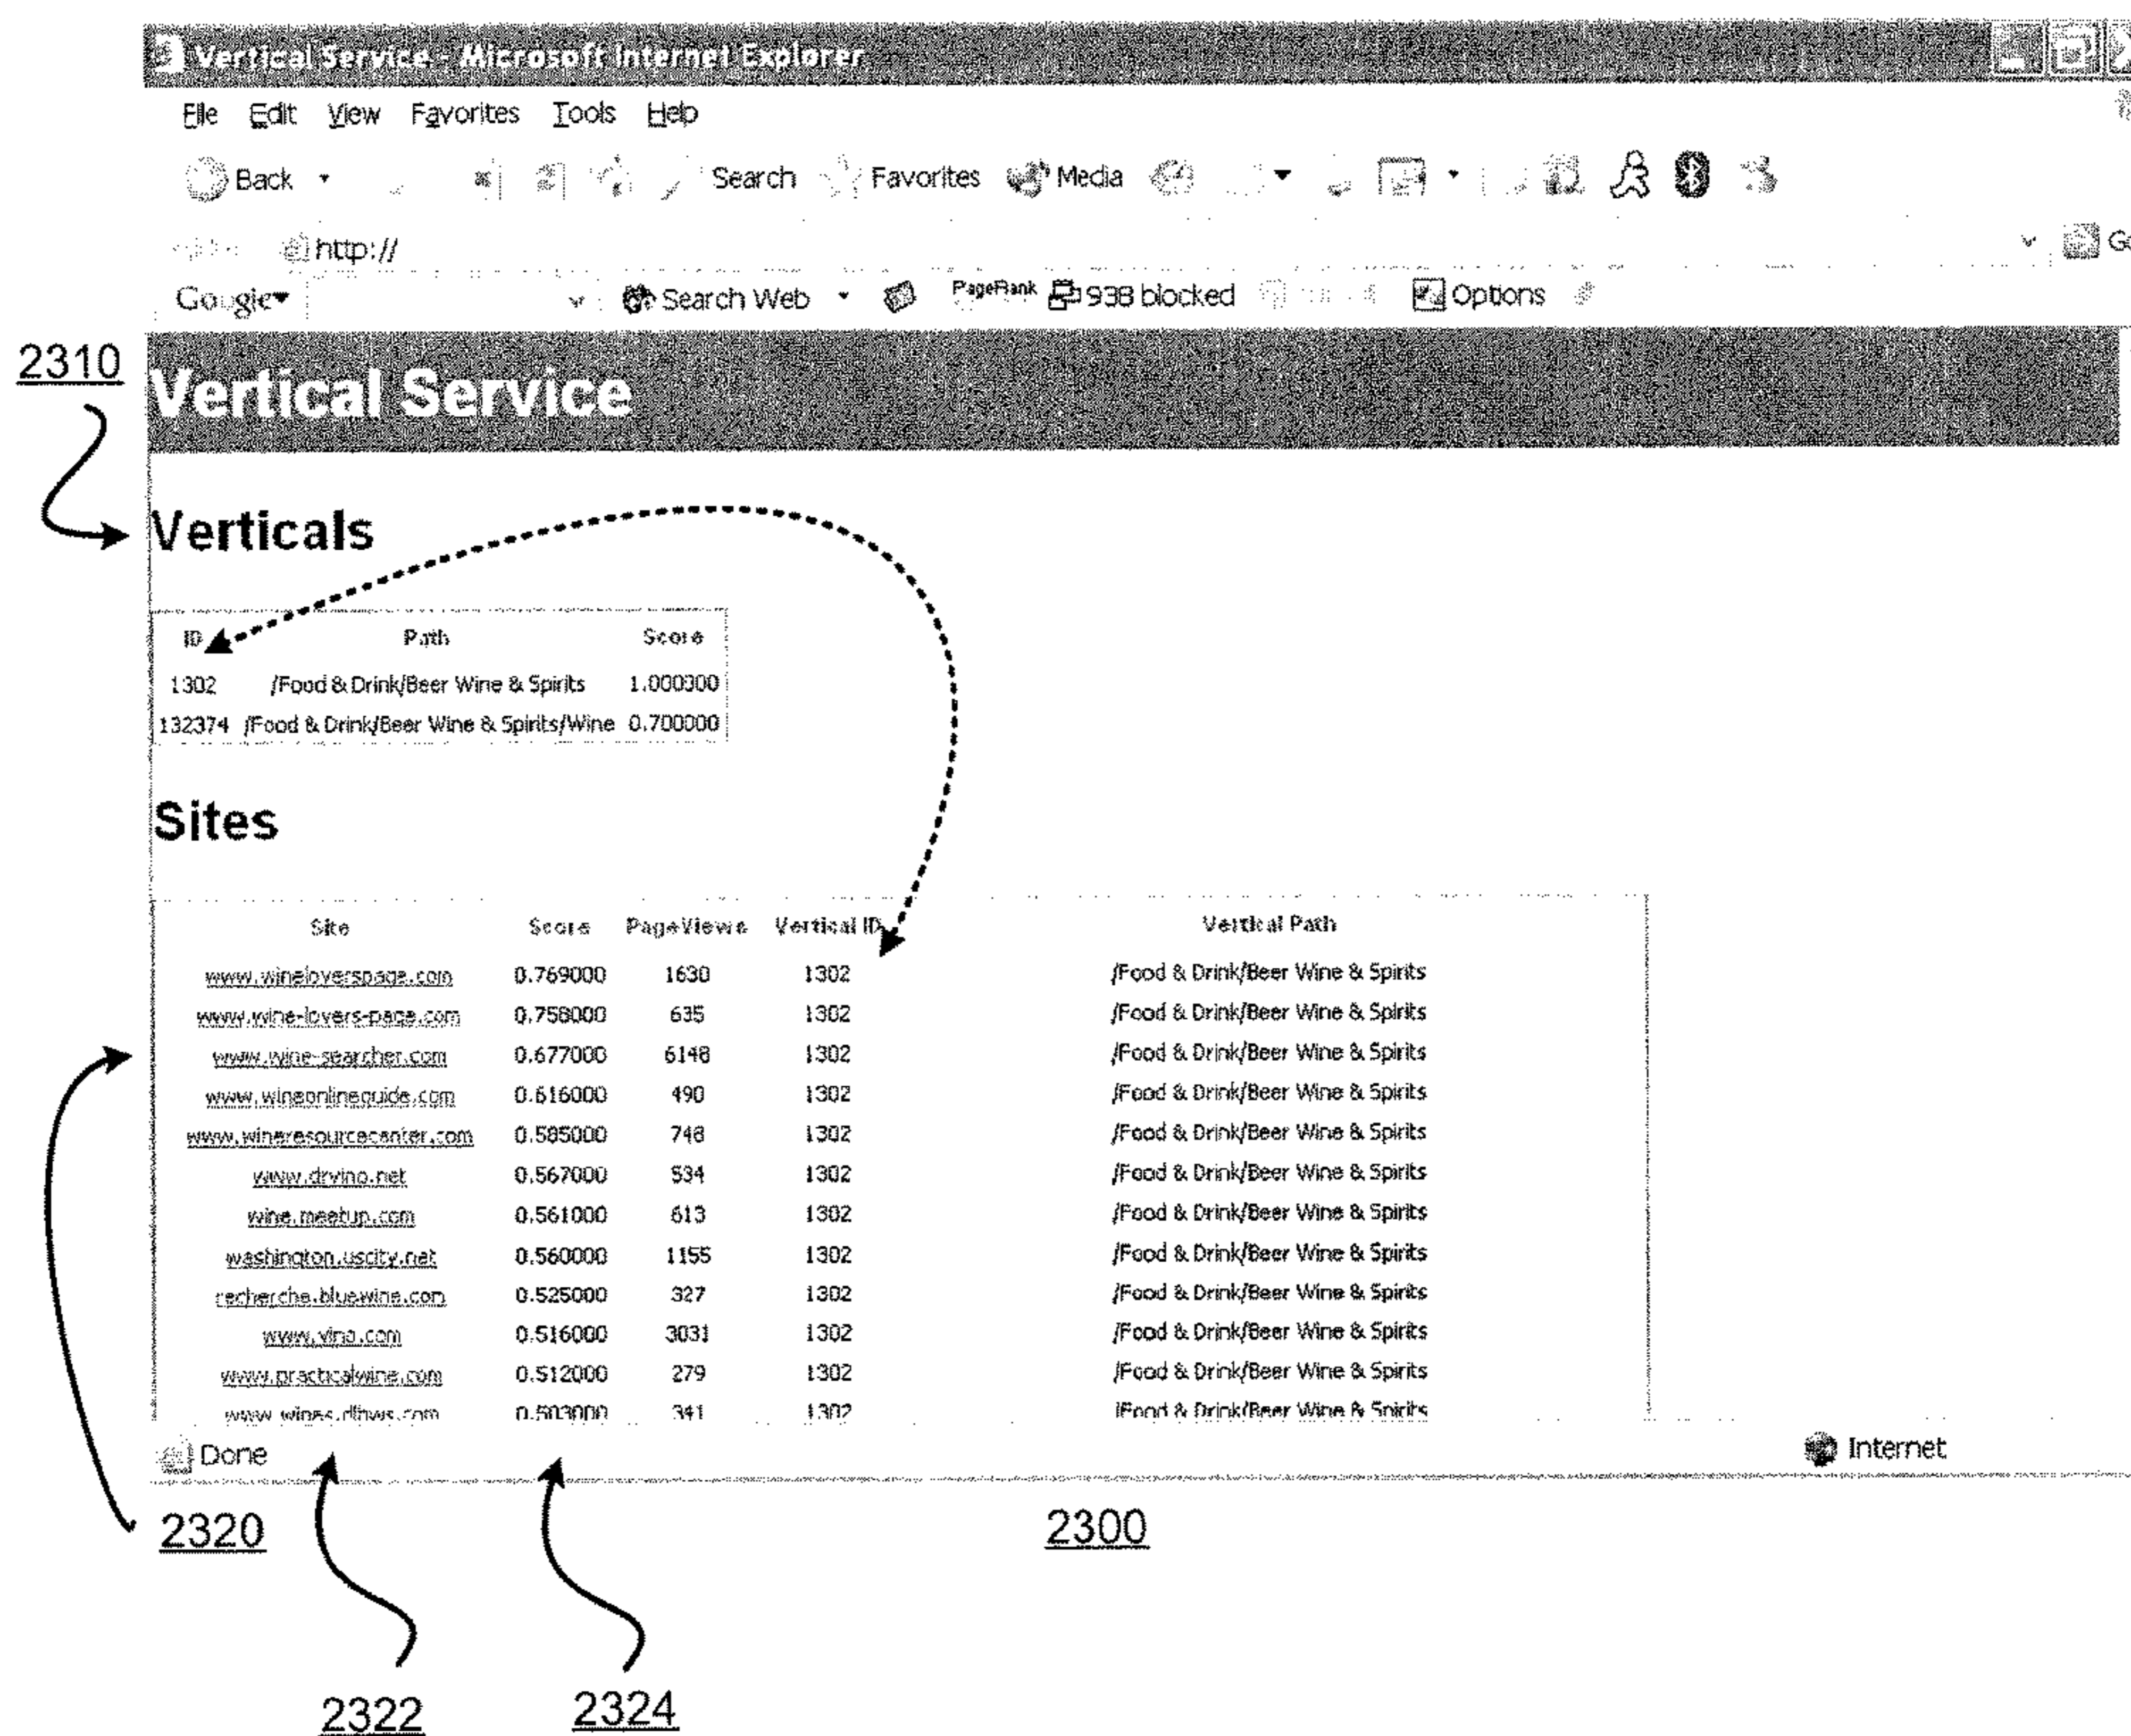 Vertical Service - Microsoft Internet Explorer
File Edit View Favorites Tools Help
Back Search Favorites Media
http://
Google Search Web PageRank 938 blocked Options
2310
Vertical Service
Verticals
ID Path Score
1302 /Food & Drink/Beer Wine & Spirits 1.000000
132374 /Food & Drink/Beer Wine & Spirits/Wine 0.700000
Sites
Site Score PageViews Vertical ID Vertical Path
www.wineloverspage.com 0.769000 1630 1302 /Food & Drink/Beer Wine & Spirits
www.wine-lovers-page.com 0.758000 635 1302 /Food & Drink/Beer Wine & Spirits
www.wine-searcher.com 0.677000 6148 1302 /Food & Drink/Beer Wine & Spirits
www.wineonlineguide.com 0.616000 490 1302 /Food & Drink/Beer Wine & Spirits
www.wineresourcecenter.com 0.585000 748 1302 /Food & Drink/Beer Wine & Spirits
www.drvino.net 0.567000 534 1302 /Food & Drink/Beer Wine & Spirits
wine.meetup.com 0.561000 613 1302 /Food & Drink/Beer Wine & Spirits
washington.uscity.net 0.560000 1155 1302 /Food & Drink/Beer Wine & Spirits
recherche.bluewine.com 0.525000 327 1302 /Food & Drink/Beer Wine & Spirits
www.vino.com 0.516000 3031 1302 /Food & Drink/Beer Wine & Spirits
www.practicalwine.com 0.512000 279 1302 /Food & Drink/Beer Wine & Spirits
0.503000 341 1302 /Food & Drink/Beer Wine & Spirits
Done Internet
2320 2300
2322 2324